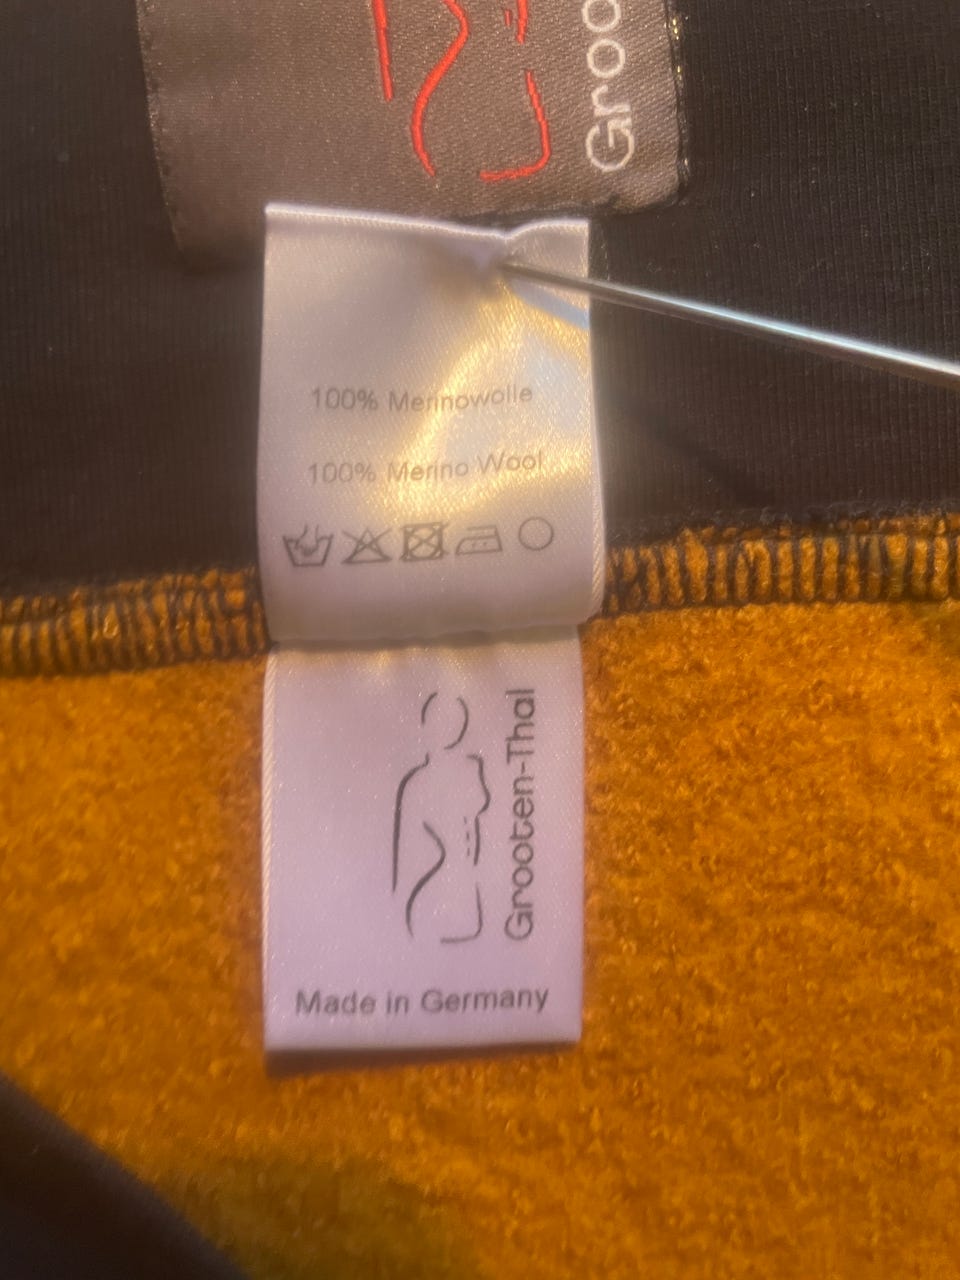 Groo
100% Merinowolle
100% Merino Wool
Grooten-Thal
Made in Germany